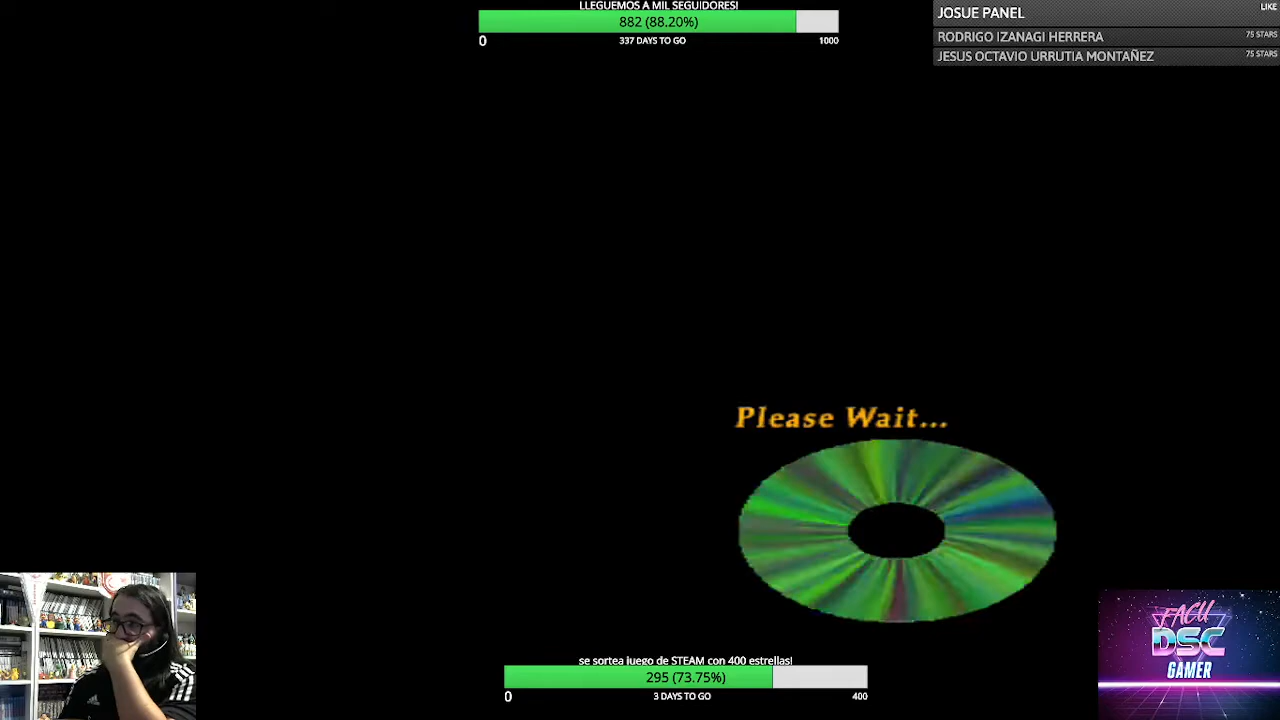 LLEGUEMOS A MIL SEGUIDORES!
882 (88.20%)
0
337 DAYS TO GO
1000
JOSUE PANEL
LIKE
RODRIGO IZANAGI HERRERA
75 STARS
JESUS OCTAVIO URRUTIA MONTAÑEZ
75 STARS
Please Wait...
FACU
DSC
GAMER
se sortea juego de STEAM con 400 estrellas!
295 (73.75%)
0
3 DAYS TO GO
400